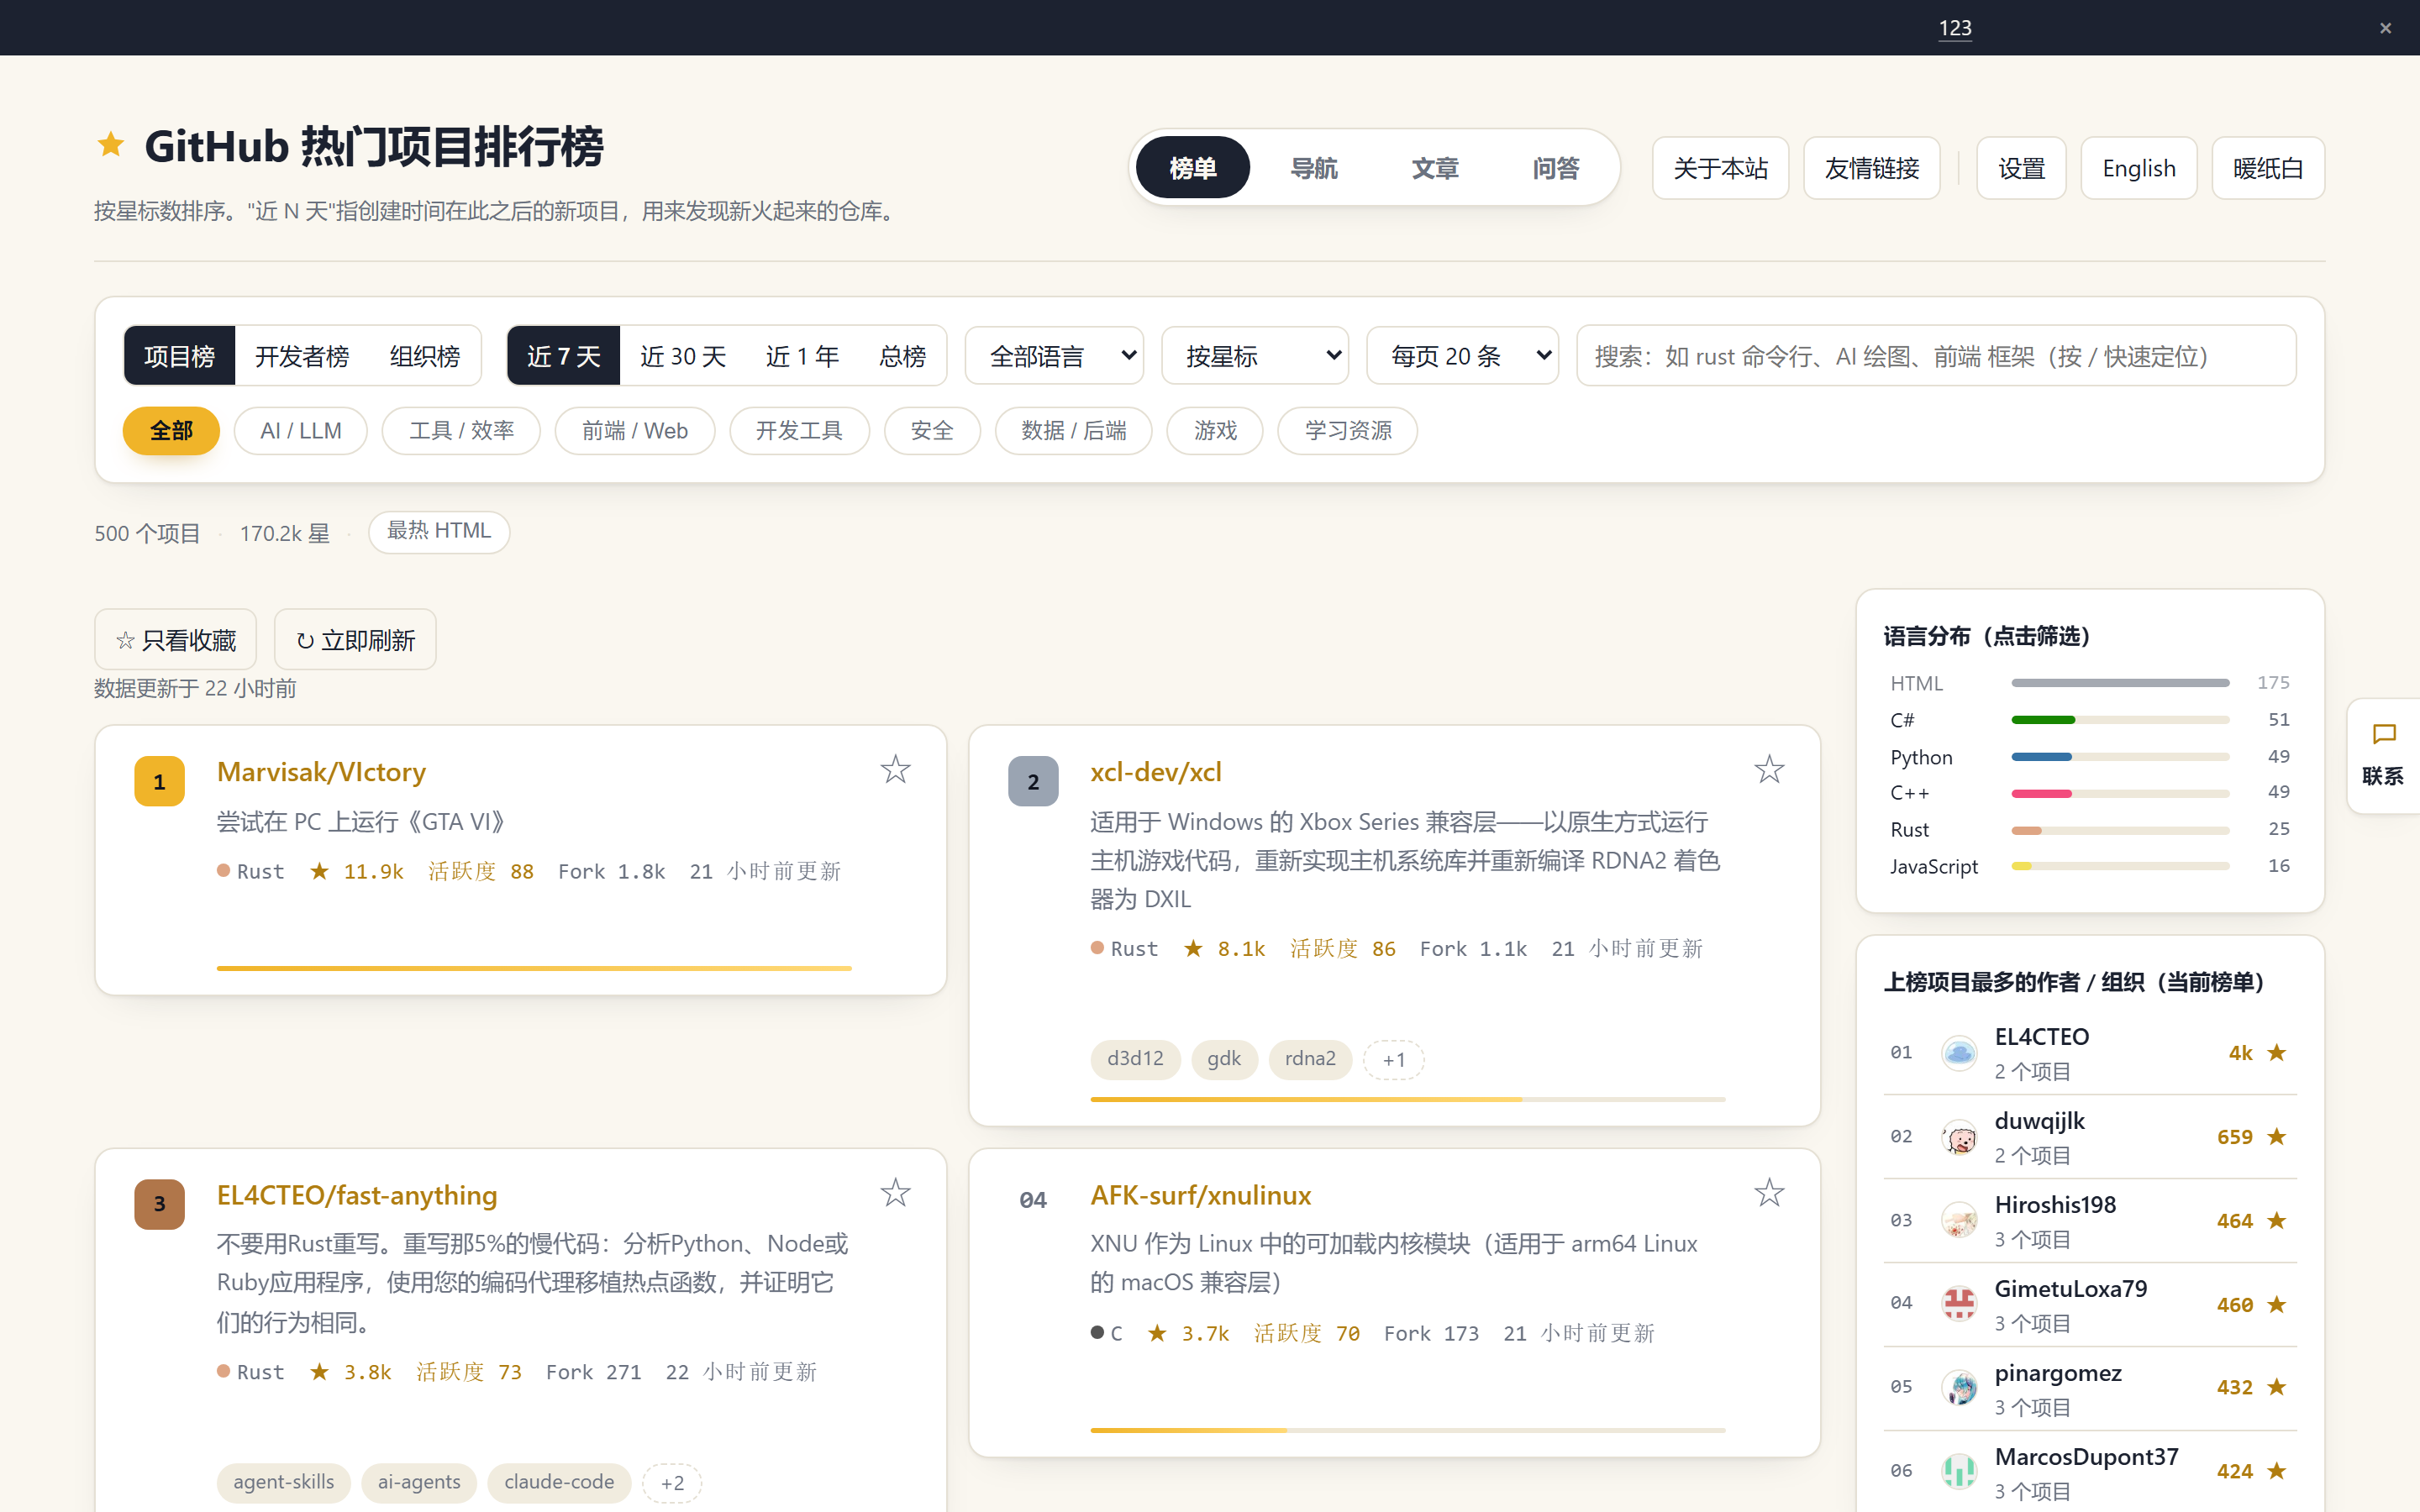 123
×
★ GitHub 热门项目排行榜
按星标数排序。"近 N 天"指创建时间在此之后的新项目，用来发现新火起来的仓库。
榜单 导航 文章 问答 关于本站 友情链接 设置 English 暖纸白
项目榜 开发者榜 组织榜 近 7 天 近 30 天 近 1 年 总榜 全部语言 按星标 每页 20 条 搜索：如 rust 命令行、AI 绘图、前端 框架（按 / 快速定位）
全部 AI / LLM 工具 / 效率 前端 / Web 开发工具 安全 数据 / 后端 游戏 学习资源
500 个项目 · 170.2k 星 · 最热 HTML
☆ 只看收藏 ↻ 立即刷新
数据更新于 22 小时前
1
Marvisak/VIctory ☆
尝试在 PC 上运行《GTA VI》
Rust ★ 11.9k 活跃度 88 Fork 1.8k 21 小时前更新
2
xcl-dev/xcl ☆
适用于 Windows 的 Xbox Series 兼容层——以原生方式运行
主机游戏代码，重新实现主机系统库并重新编译 RDNA2 着色
器为 DXIL
Rust ★ 8.1k 活跃度 86 Fork 1.1k 21 小时前更新
d3d12 gdk rdna2 +1
3
EL4CTEO/fast-anything ☆
不要用Rust重写。重写那5%的慢代码：分析Python、Node或
Ruby应用程序，使用您的编码代理移植热点函数，并证明它
们的行为相同。
Rust ★ 3.8k 活跃度 73 Fork 271 22 小时前更新
agent-skills ai-agents claude-code +2
04
AFK-surf/xnulinux ☆
XNU 作为 Linux 中的可加载内核模块（适用于 arm64 Linux
的 macOS 兼容层）
C ★ 3.7k 活跃度 70 Fork 173 21 小时前更新
语言分布（点击筛选）
HTML 175
C# 51
Python 49
C++ 49
Rust 25
JavaScript 16
上榜项目最多的作者 / 组织（当前榜单）
01 EL4CTEO 4k ★
2 个项目
02 duwqijlk 659 ★
2 个项目
03 Hiroshis198 464 ★
3 个项目
04 GimetuLoxa79 460 ★
3 个项目
05 pinargomez 432 ★
3 个项目
06 MarcosDupont37 424 ★
3 个项目
联系